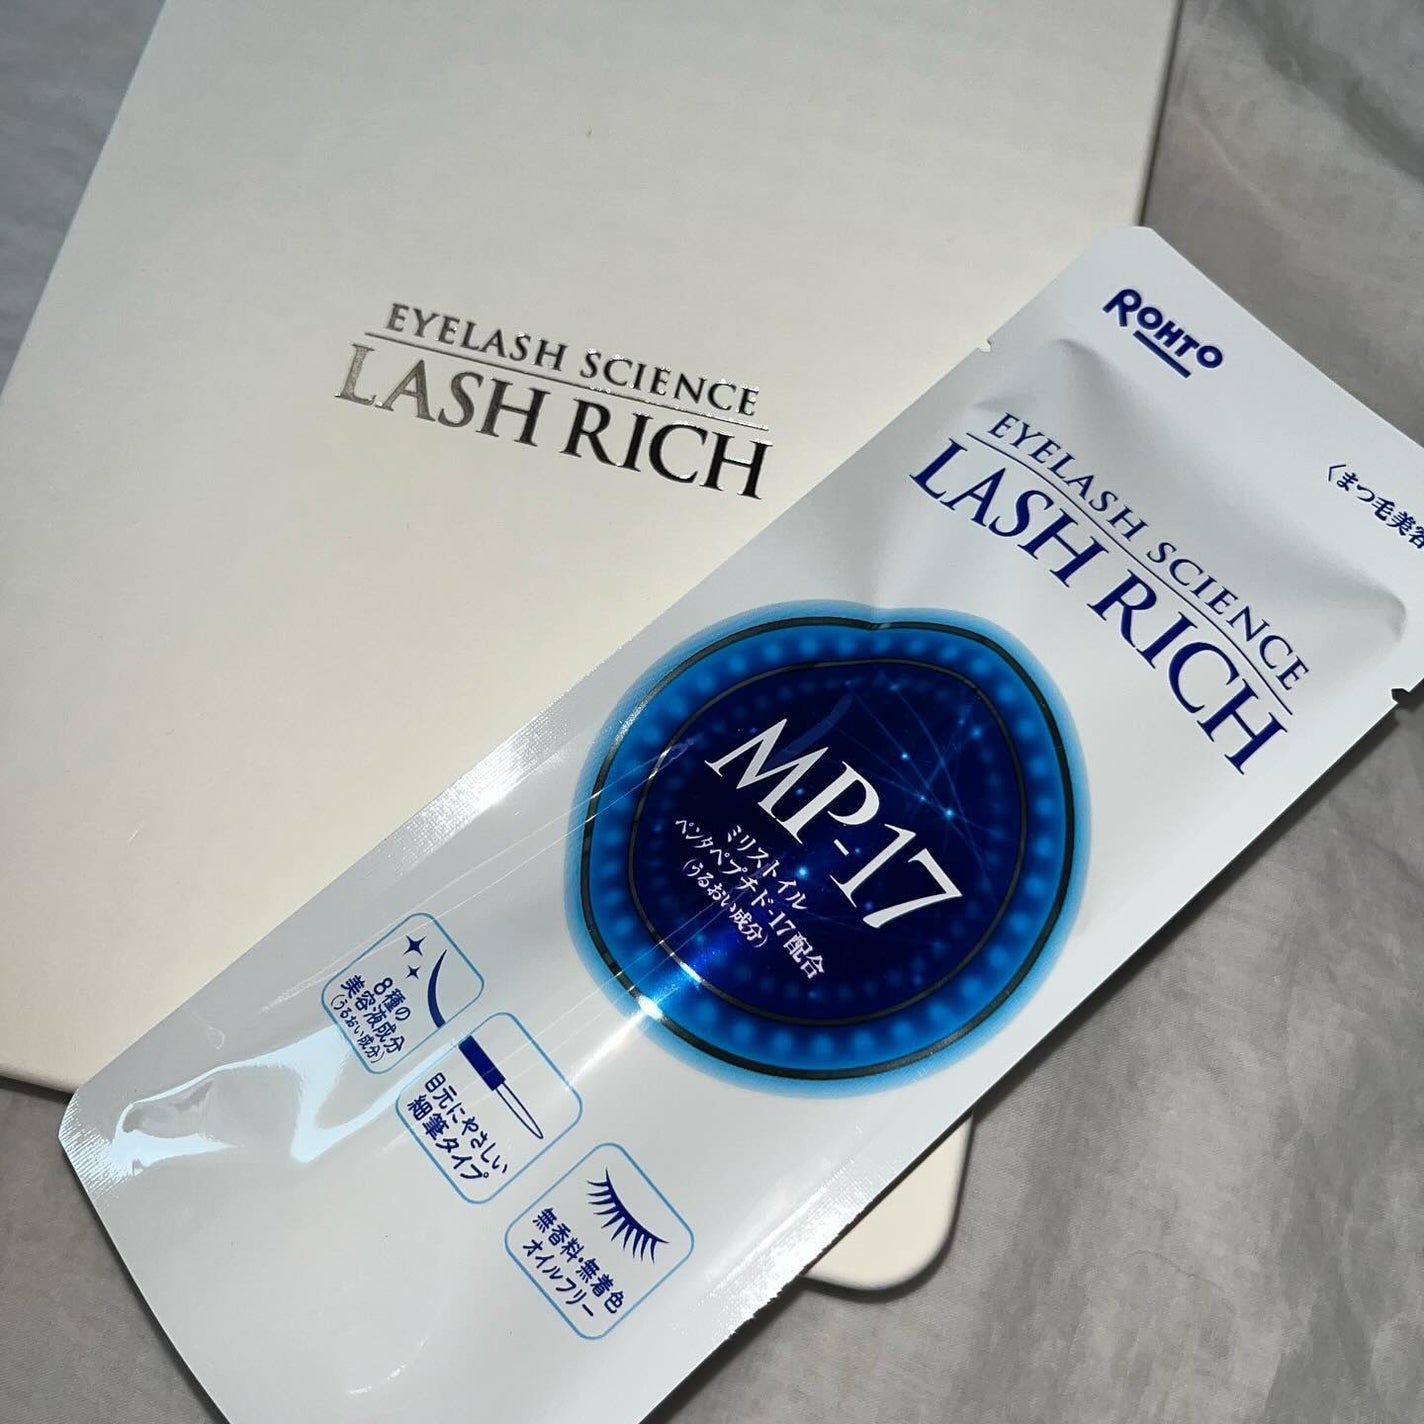 EYELASH SCIENCE
LASH RICH
ROHTO
〈まつ毛美容
EYELASH SCIENCE
LASH RICH
MP-17
ミリストイル
ペンタペプチド-17配合
(うるおい成分)
8種の
美容液成分
(うるおい成分)
目元にやさしい
細筆タイプ
無香料・無着色
オイルフリー